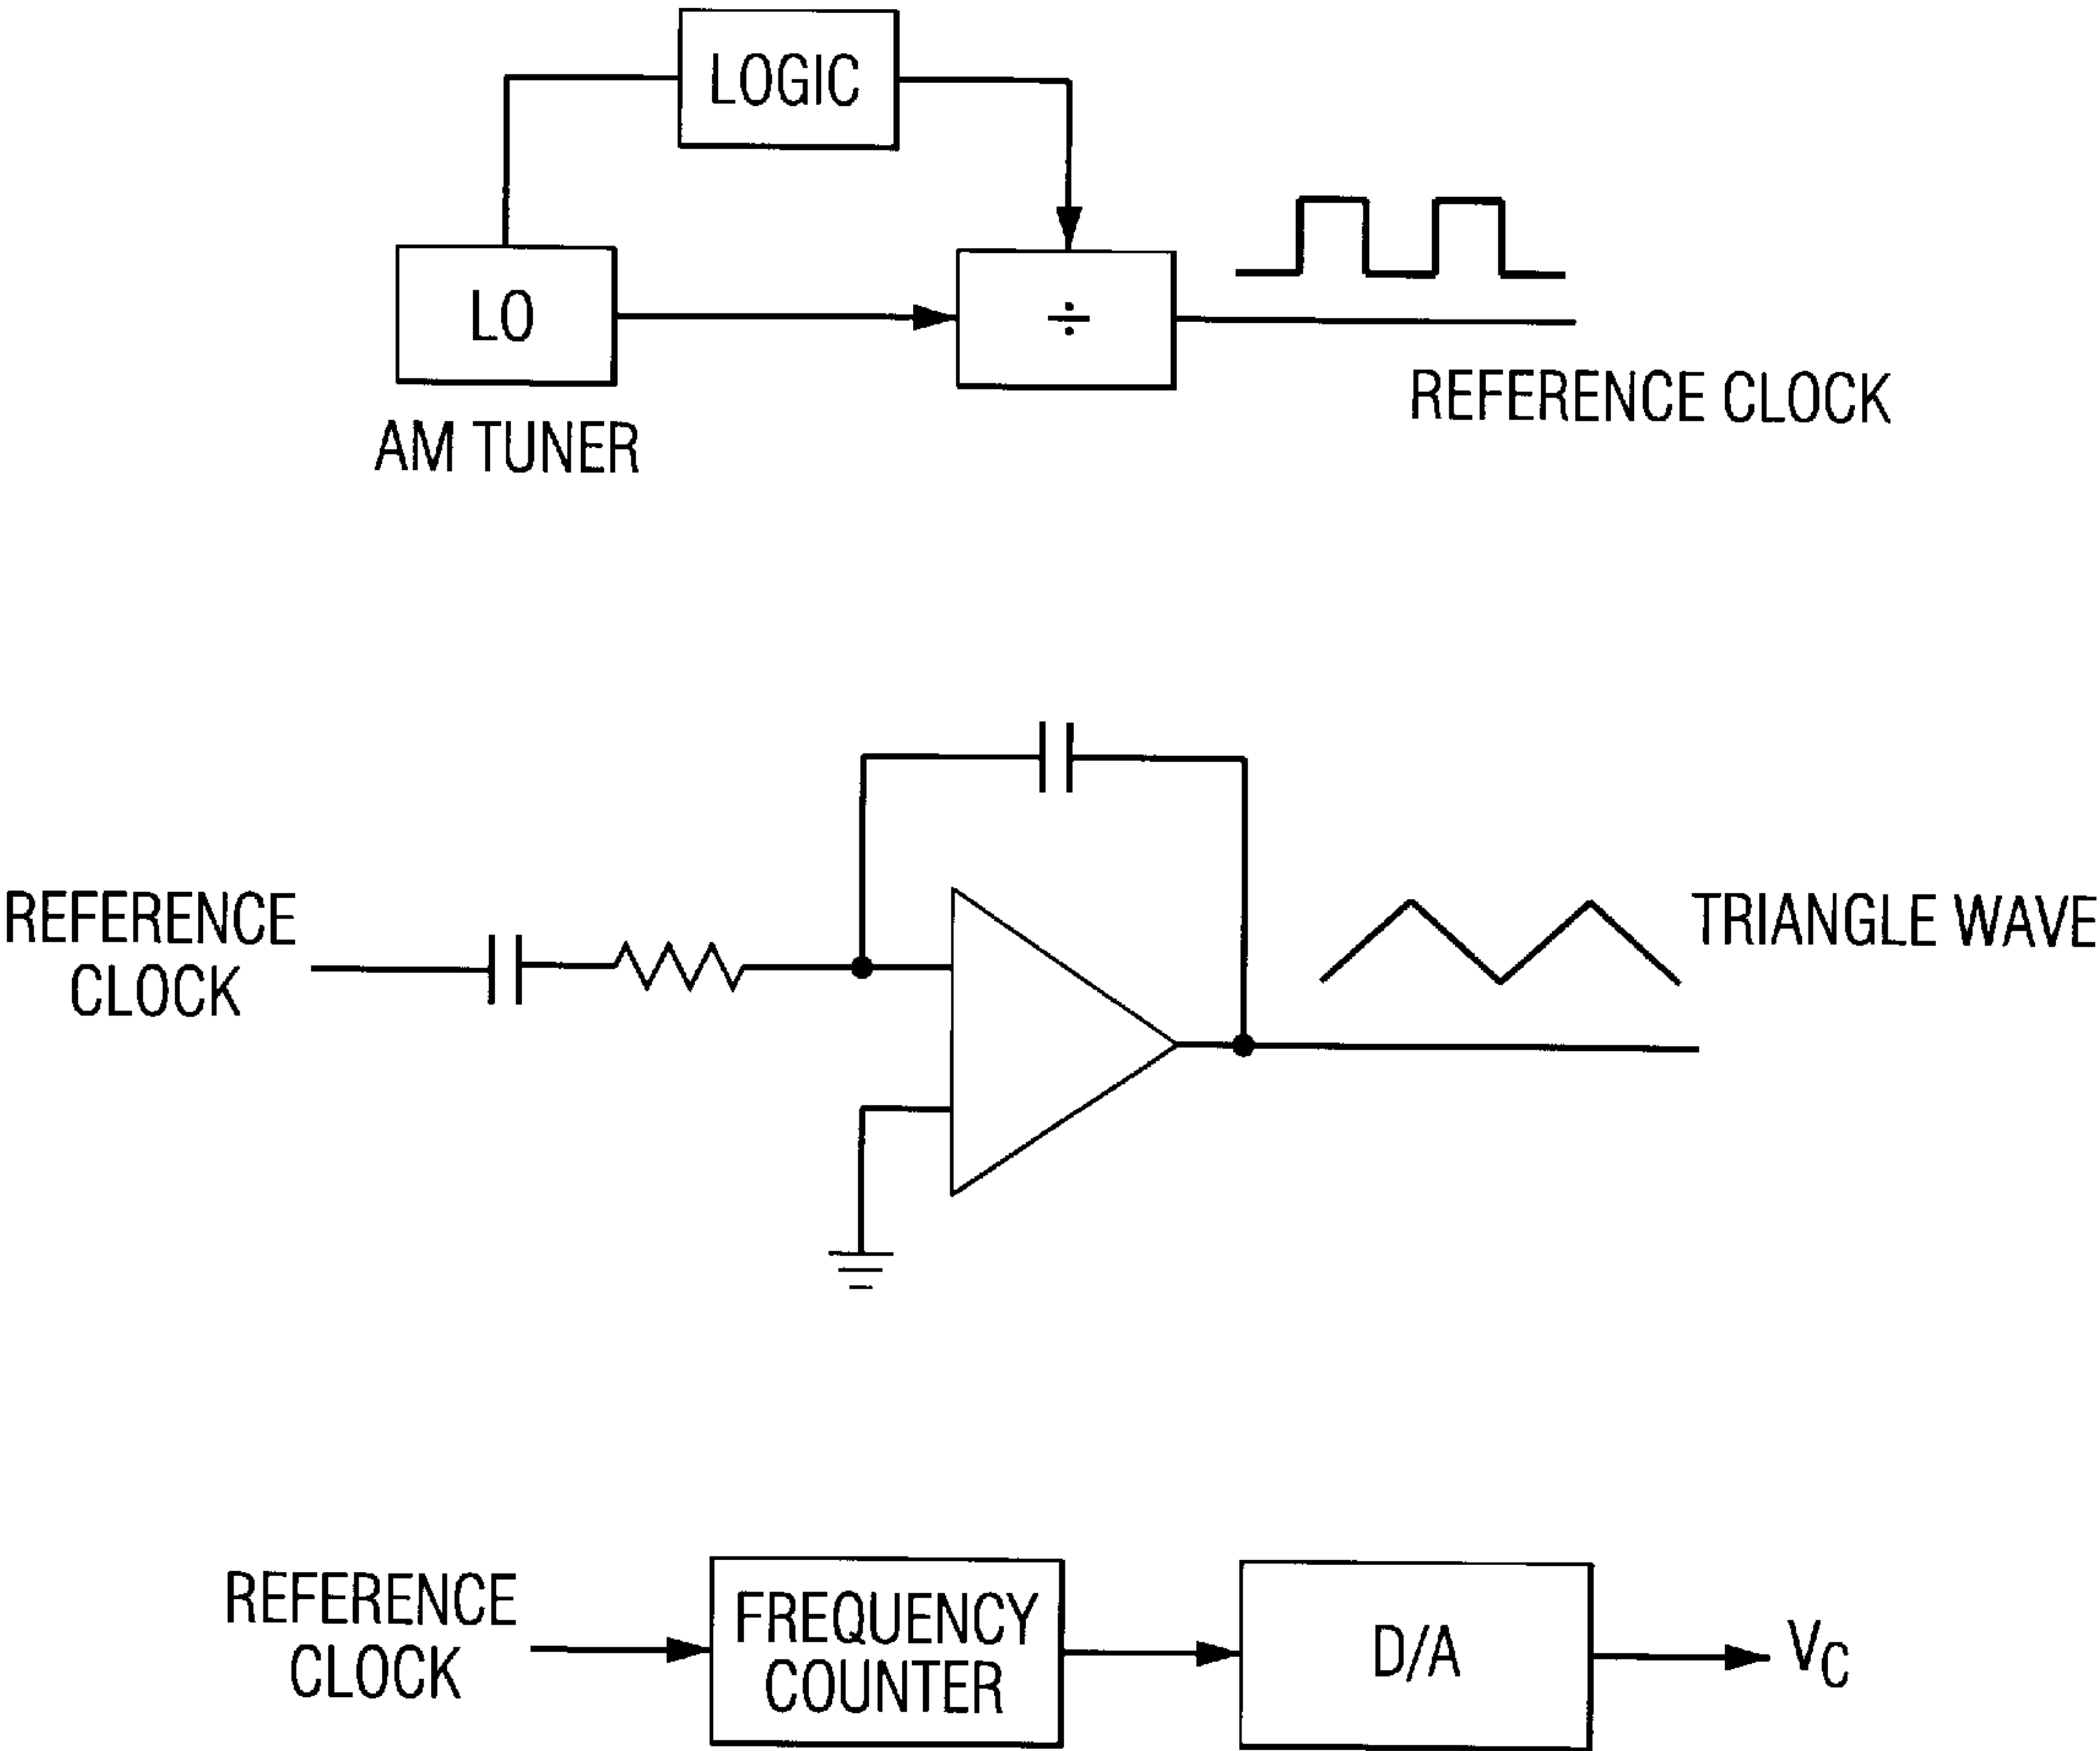 LOGIC
LO
÷
AM TUNER
REFERENCE CLOCK
REFERENCE
CLOCK
TRIANGLE WAVE
REFERENCE
CLOCK
FREQUENCY
COUNTER
D/A
VC